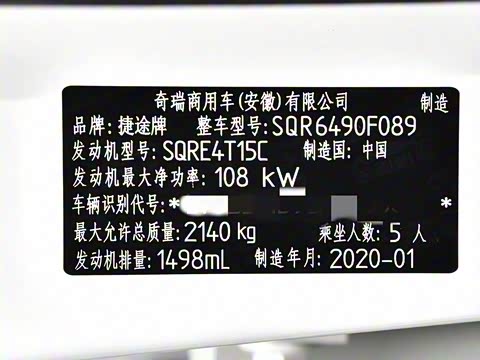 奇瑞商用车(安徽)有限公司 制造
品牌: 捷途牌 整车型号: SQR6490F089
发动机型号: SQRE4T15C 制造国: 中国
发动机最大净功率: 108 kW
车辆识别代号: * *
最大允许总质量: 2140 kg 乘坐人数: 5 人
发动机排量: 1498mL 制造年月: 2020-01